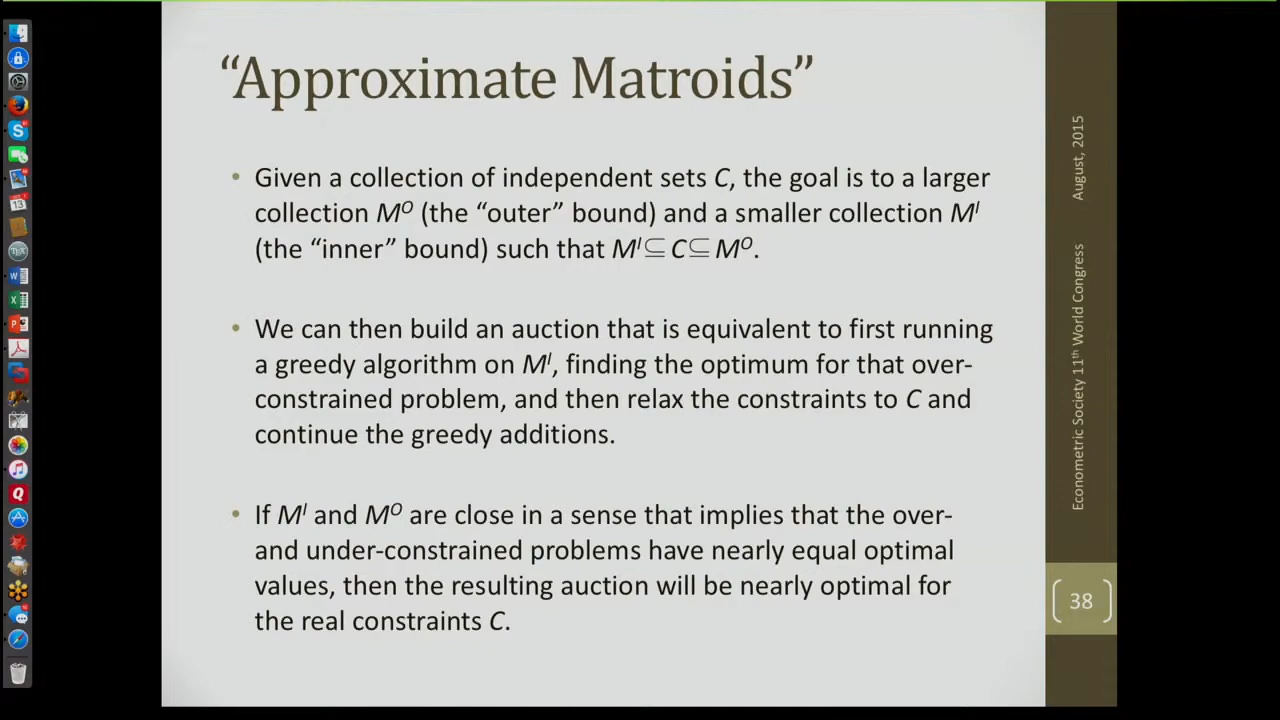 “Approximate Matroids”
• Given a collection of independent sets C, the goal is to a larger
collection Mᴼ (the “outer” bound) and a smaller collection Mᴵ
(the “inner” bound) such that Mᴵ⊆C⊆Mᴼ.
• We can then build an auction that is equivalent to first running
a greedy algorithm on Mᴵ, finding the optimum for that over-
constrained problem, and then relax the constraints to C and
continue the greedy additions.
• If Mᴵ and Mᴼ are close in a sense that implies that the over-
and under-constrained problems have nearly equal optimal
values, then the resulting auction will be nearly optimal for
the real constraints C.
Econometric Society 11ᵗʰ World Congress August, 2015
38